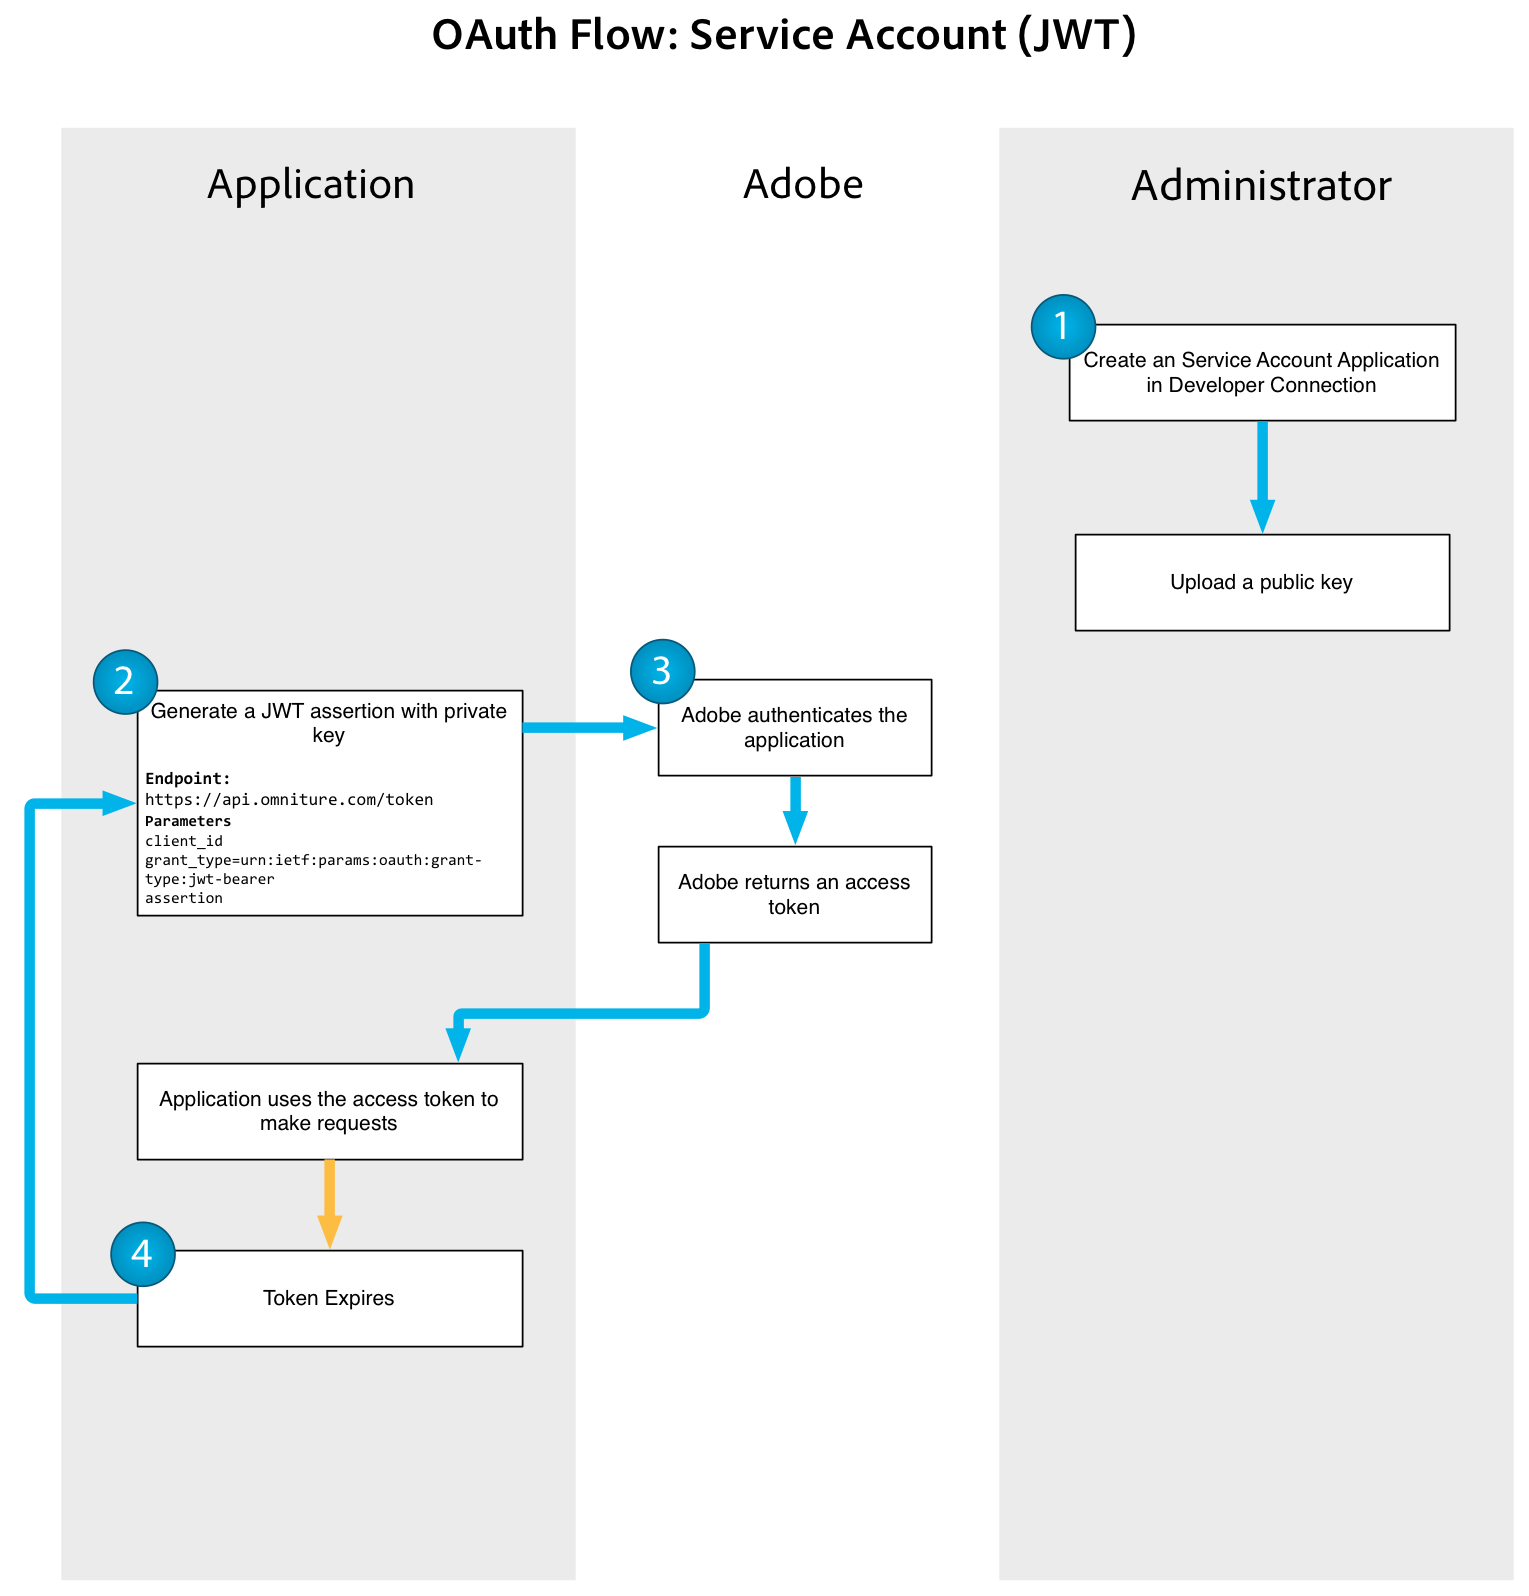 OAuth Flow: Service Account (JWT)
Application
Adobe
Administrator
1
Create an Service Account Application
in Developer Connection
Upload a public key
2
Generate a JWT assertion with private
key
Endpoint:
https://api.omniture.com/token
Parameters
client_id
grant_type=urn:ietf:params:oauth:grant-
type:jwt-bearer
assertion
3
Adobe authenticates the
application
Adobe returns an access
token
Application uses the access token to
make requests
4
Token Expires